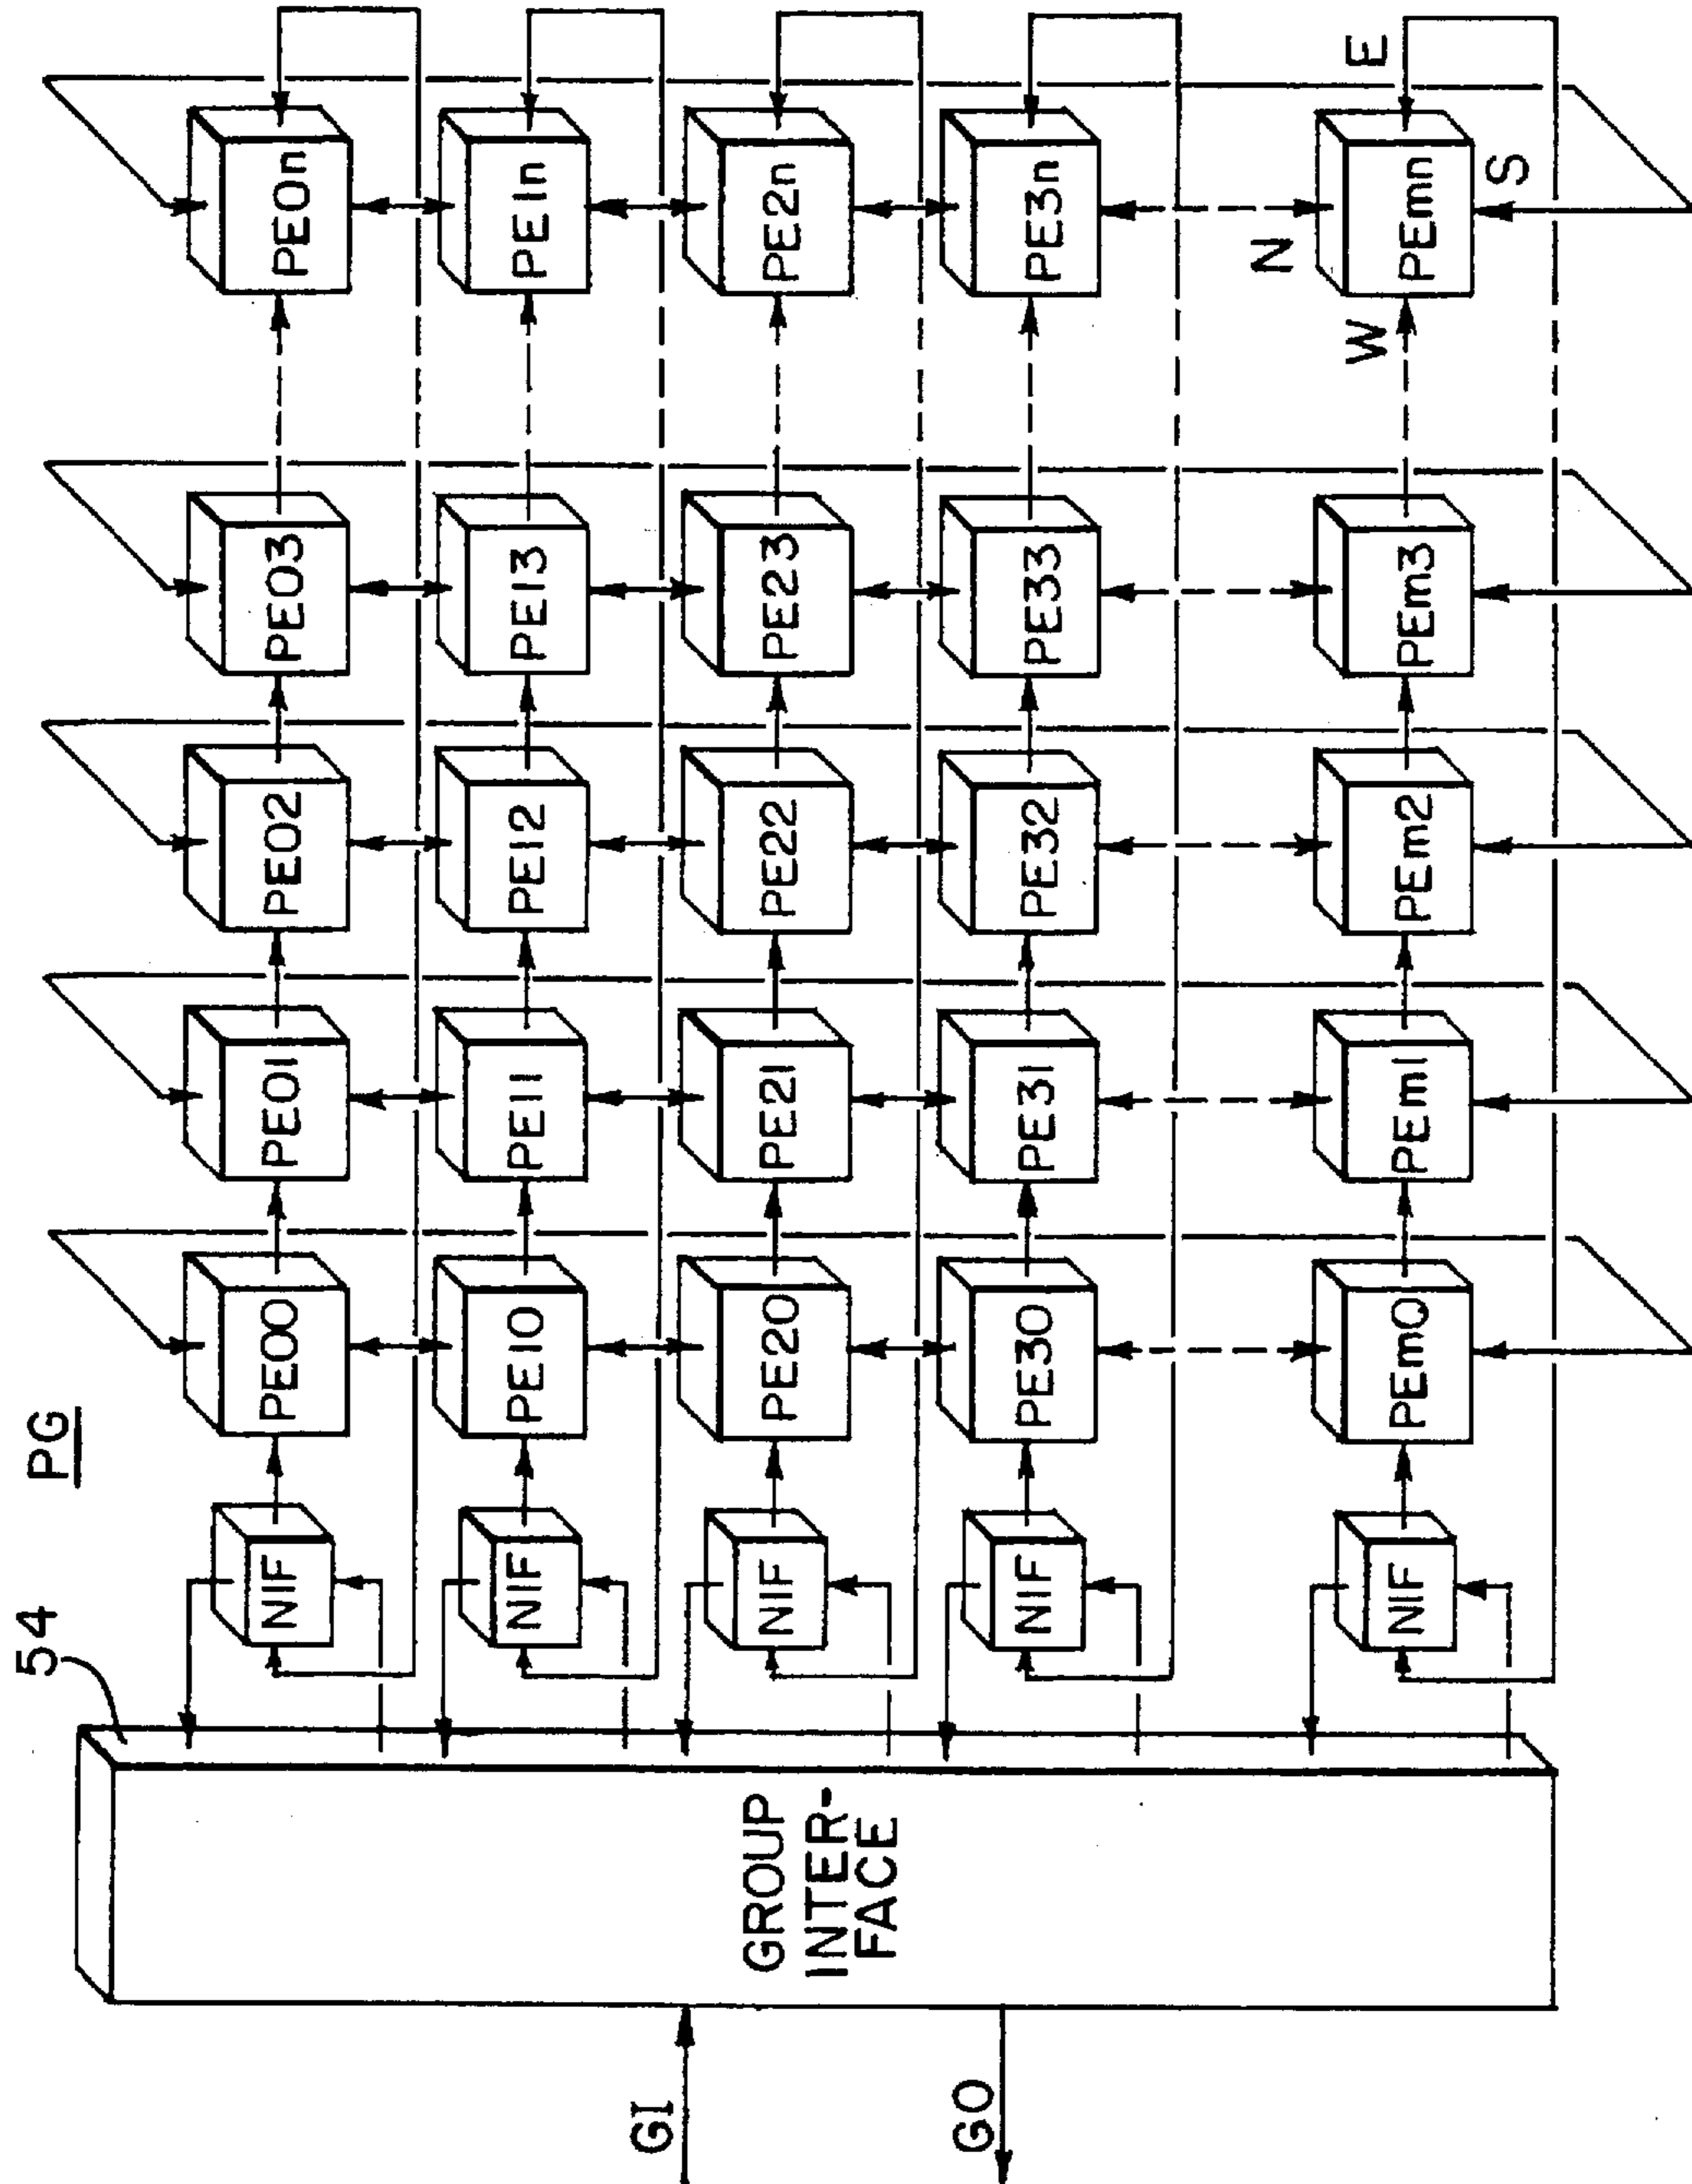 PG
54
GI
GO
GROUP
INTER-
FACE
NIF
PE00
PE01
PE02
PE03
PE0n
NIF
PE10
PE11
PE12
PE13
PE1n
NIF
PE20
PE21
PE22
PE23
PE2n
NIF
PE30
PE31
PE32
PE33
PE3n
NIF
PEm0
PEm1
PEm2
PEm3
PEmn
N
W
E
S